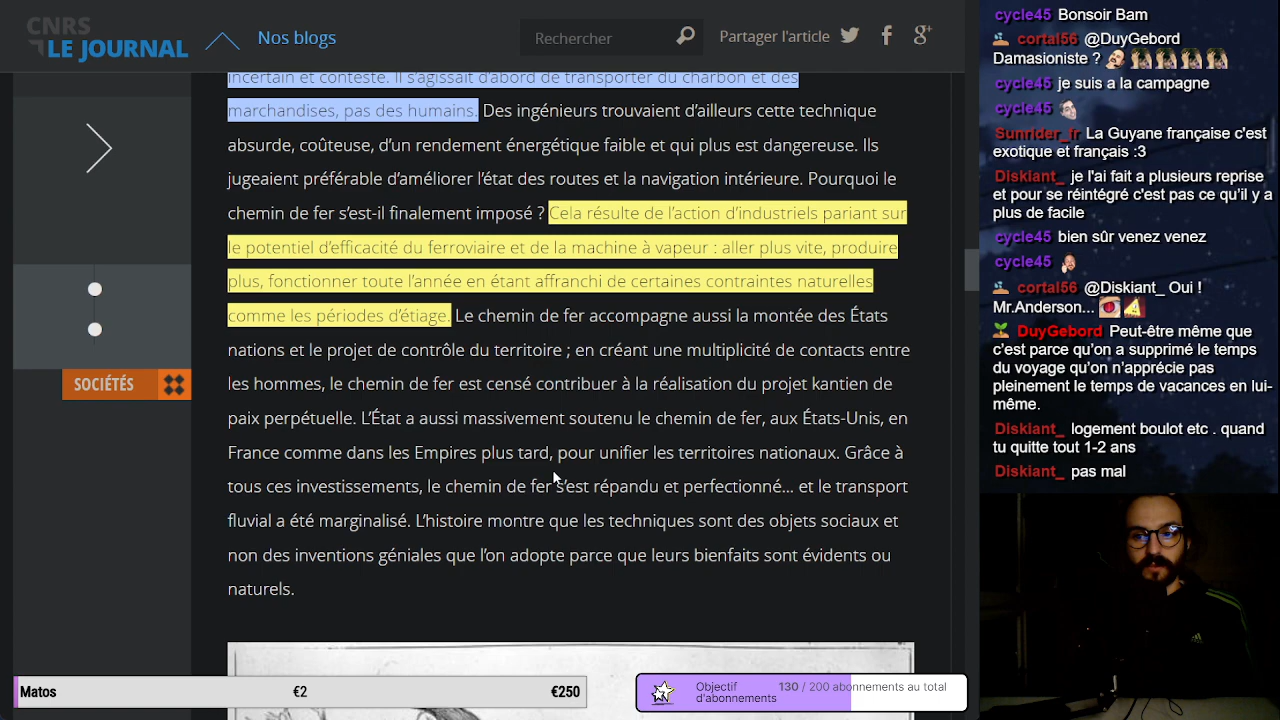 CNRS
LE JOURNAL
Nos blogs
Rechercher
Partager l'article
incertain et contesté. Il s'agissait d'abord de transporter du charbon et des
marchandises, pas des humains. Des ingénieurs trouvaient d'ailleurs cette technique
absurde, coûteuse, d'un rendement énergétique faible et qui plus est dangereuse. Ils
jugeaient préférable d'améliorer l'état des routes et la navigation intérieure. Pourquoi le
chemin de fer s'est-il finalement imposé ? Cela résulte de l'action d'industriels pariant sur
le potentiel d'efficacité du ferroviaire et de la machine à vapeur : aller plus vite, produire
plus, fonctionner toute l'année en étant affranchi de certaines contraintes naturelles
comme les périodes d'étiage. Le chemin de fer accompagne aussi la montée des États
nations et le projet de contrôle du territoire ; en créant une multiplicité de contacts entre
les hommes, le chemin de fer est censé contribuer à la réalisation du projet kantien de
paix perpétuelle. L'État a aussi massivement soutenu le chemin de fer, aux États-Unis, en
France comme dans les Empires plus tard, pour unifier les territoires nationaux. Grâce à
tous ces investissements, le chemin de fer s'est répandu et perfectionné... et le transport
fluvial a été marginalisé. L'histoire montre que les techniques sont des objets sociaux et
non des inventions géniales que l'on adopte parce que leurs bienfaits sont évidents ou
naturels.
SOCIÉTÉS
Matos
€2
€250
Objectif
d'abonnements
130 / 200 abonnements au total
cycle45 Bonsoir Bam
cortal56 @DuyGebord
Damasioniste ?
cycle45 je suis a la campagne
cycle45
Sunrider_fr La Guyane française c'est
exotique et français :3
Diskiant_ je l'ai fait a plusieurs reprise
et pour se réintégré c'est pas ce qu'il y a
plus de facile
cycle45 bien sûr venez venez
cycle45
cortal56 @Diskiant_ Oui !
Mr.Anderson...
DuyGebord Peut-être même que
c'est parce qu'on a supprimé le temps
du voyage qu'on n'apprécie pas
pleinement le temps de vacances en lui-
même.
Diskiant_ logement boulot etc . quand
tu quitte tout 1-2 ans
Diskiant_ pas mal